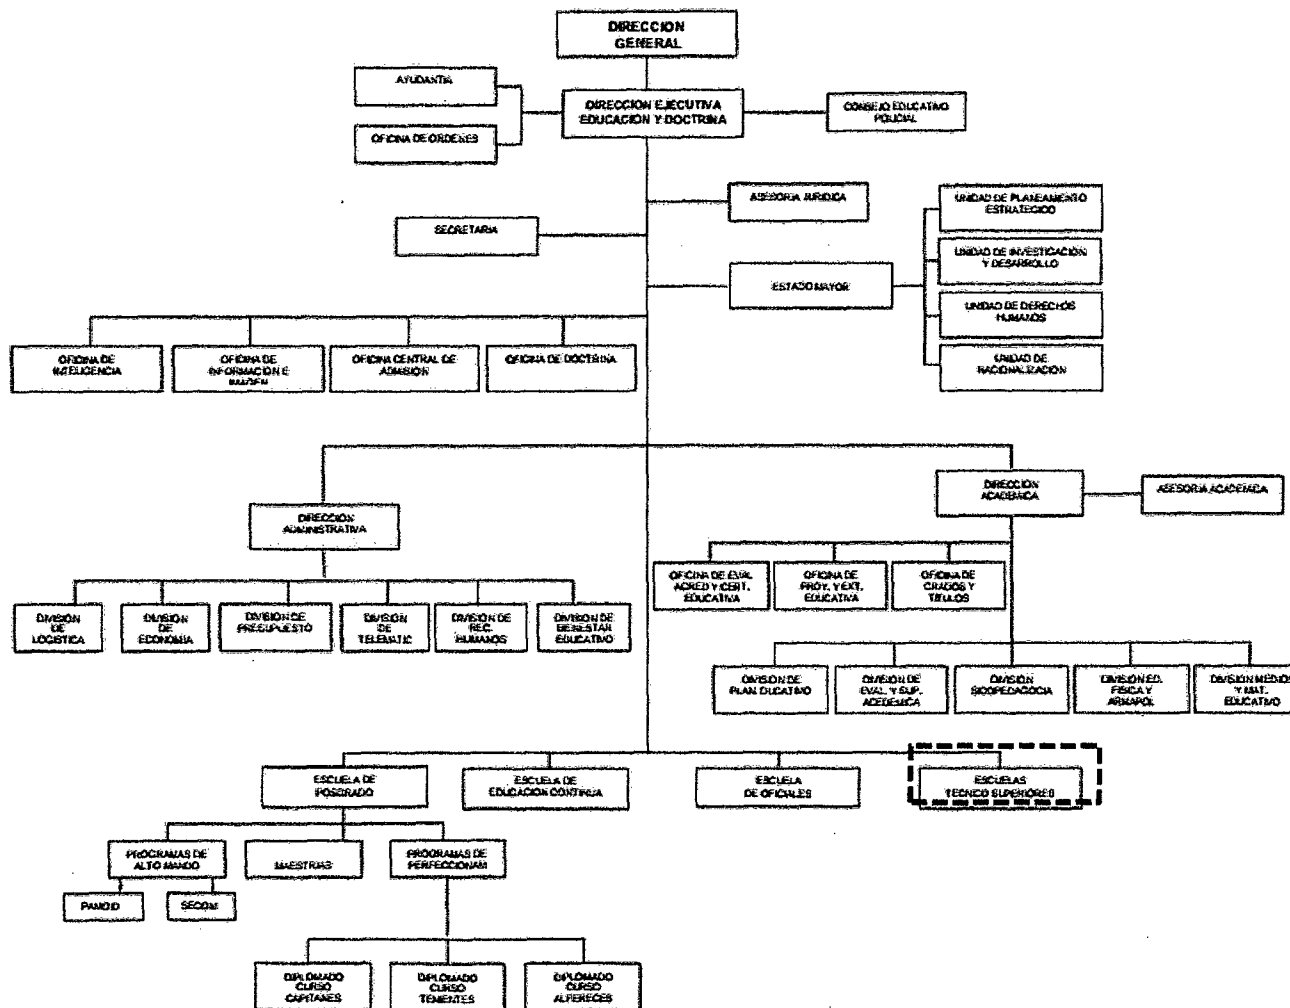 DIRECCION
GENERAL
AYUDANTIA
DIRECCION EJECUTIVA
EDUCACION Y DOCTRINA
CONSEJO EDUCATIVO
POLICIAL
OFICINA DE ORDENES
ASESORIA JURIDICA
UNIDAD DE PLANEAMIENTO
ESTRATEGICO
SECRETARIA
UNIDAD DE INVESTIGACION
Y DESARROLLO
ESTADO MAYOR
UNIDAD DE DERECHOS
HUMANOS
UNIDAD DE
RACIONALIZACION
OFICINA DE
INTELIGENCIA
OFICINA DE
INFORMACION E
IMAGEN
OFICINA CENTRAL DE
ADMISION
OFICINA DE DOCTRINA
DIRECCION
ACADEMICA
ASESORIA ACADEMICA
DIRECCION
ADMINISTRATIVA
OFICINA DE EVAL
ACRED Y CERT.
EDUCATIVA
OFICINA DE
PROY. Y EXT.
EDUCATIVA
OFICINA DE
GRADOS Y
TITULOS
DIVISION
DE
LOGISTICA
DIVISION
DE
ECONOMIA
DIVISION DE
PRESUPUESTO
DIVISION
DE
TELEMATIC
DIVISION DE
REC.
HUMANOS
DIVISION DE
BIENESTAR
EDUCATIVO
DIVISION DE
PLAN. DUCATIVO
DIVISION DE
EVAL. Y SUP.
ACEDEMICA
DIVISION
SICOPEDAGOGIA
DIVISION ED.
FISICA Y
ARMAPOL
DIVISION MEDIOS
Y MAT.
EDUCATIVO
ESCUELA DE
POSGRADO
ESCUELA DE
EDUCACION CONTINUA
ESCUELA
DE OFICIALES
ESCUELAS
TECNICO SUPERIORES
PROGRAMAS DE
ALTO MANDO
MAESTRIAS
PROGRAMAS DE
PERFECCIONAM
PAMOID
SECOM
DIPLOMADO
CURSO
CAPITANES
DIPLOMADO
CURSO
TENIENTES
DIPLOMADO
CURSO
ALFERECES